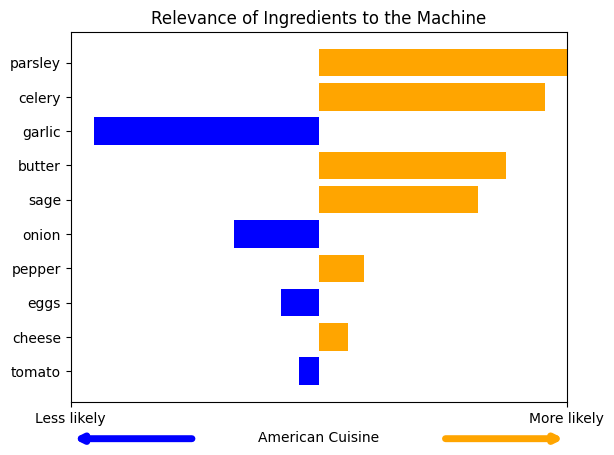 Relevance of Ingredients to the Machine
parsley
celery
garlic
butter
sage
onion
pepper
eggs
cheese
tomato
Less likely
More likely
American Cuisine